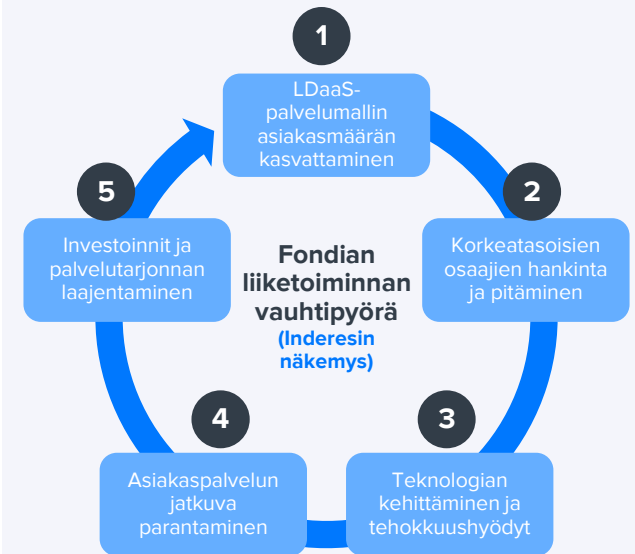 1
LDaaS-
palvelumallin
asiakasmäärän
kasvattaminen
2
Korkeatasoisien
osaajien hankinta
ja pitäminen
3
Teknologian
kehittäminen ja
tehokkuushyödyt
4
Asiakaspalvelun
jatkuva
parantaminen
5
Investoinnit ja
palvelutarjonnan
laajentaminen
Fondian
liiketoiminnan
vauhtipyörä
(Inderesin
näkemys)